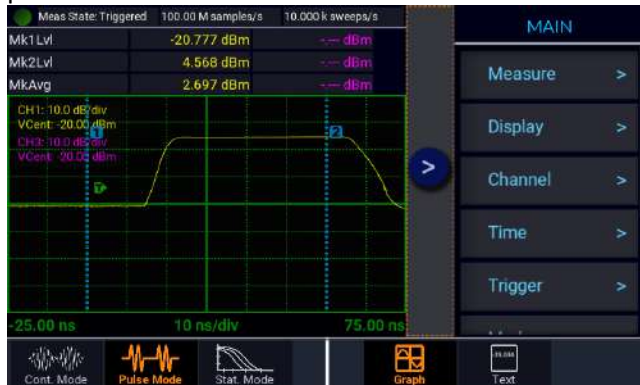 Meas State: Triggered 100.00 M samples/s 10.000 k sweeps/s
Mk1Lvl -20.777 dBm -.--- dBm
Mk2Lvl 4.568 dBm -.--- dBm
MkAvg 2.697 dBm -.--- dBm
CH1: 10.0 dB/div
VCent: -20.00 dBm
CH3: 10.0 dB/div
VCent: -20.00 dBm
1
2
T
-25.00 ns 10 ns/div 75.00 ns
>
MAIN
Measure >
Display >
Channel >
Time >
Trigger >
Cont. Mode
Pulse Mode
Stat. Mode
Graph
Text